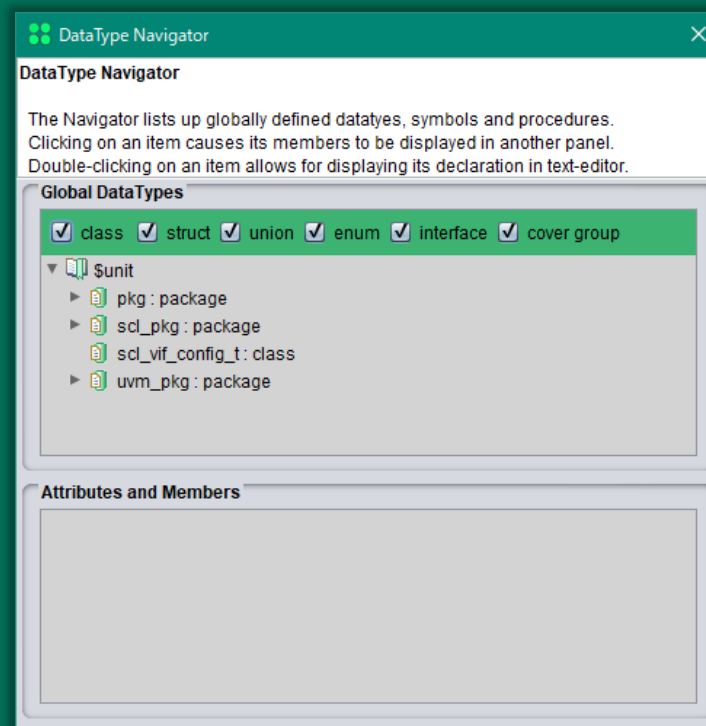 DataType Navigator
DataType Navigator
The Navigator lists up globally defined datatyes, symbols and procedures.
Clicking on an item causes its members to be displayed in another panel.
Double-clicking on an item allows for displaying its declaration in text-editor.
Global DataTypes
class struct union enum interface cover group
$unit
pkg : package
scl_pkg : package
scl_vif_config_t : class
uvm_pkg : package
Attributes and Members